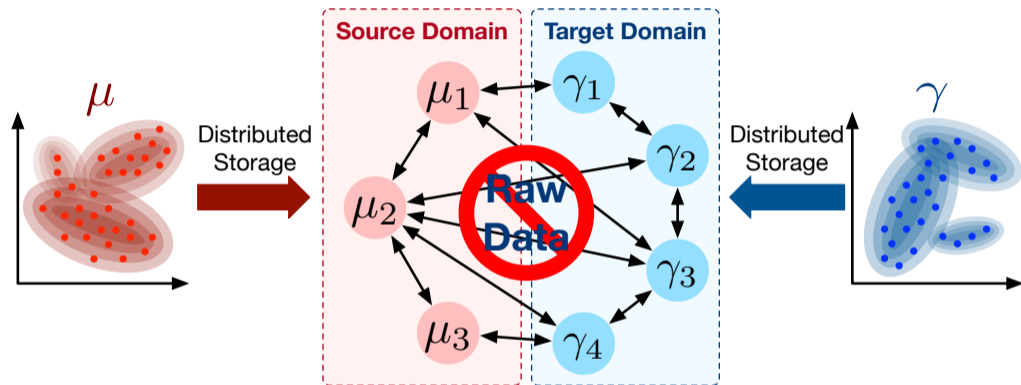 Source Domain
Target Domain
μ
Distributed
Storage
μ₁
μ₂
μ₃
Raw
Data
γ₁
γ₂
γ₃
γ₄
Distributed
Storage
γ